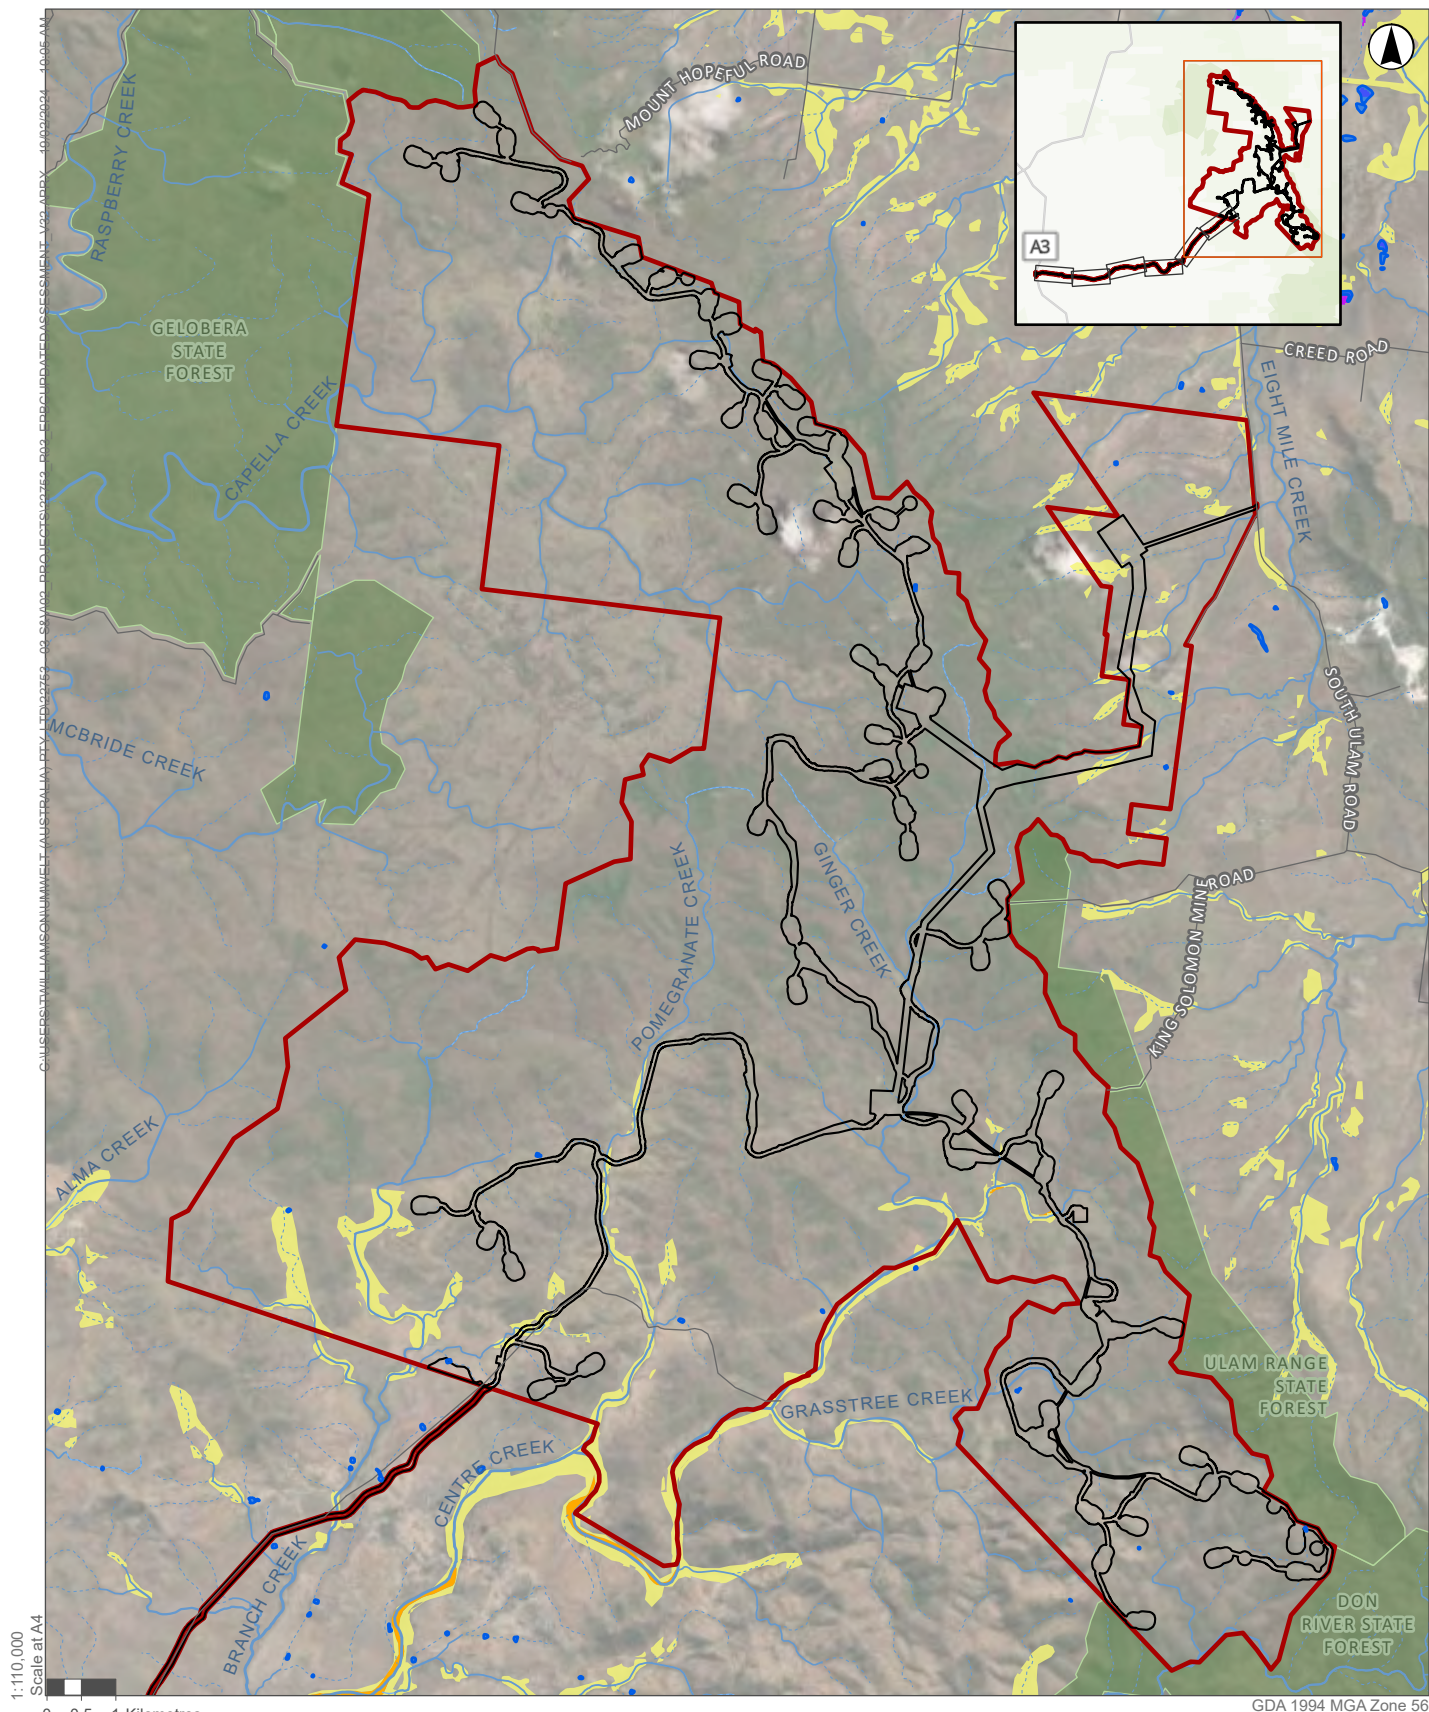 MOUNT HOPEFUL ROAD
RASPBERRY CREEK
A3
GELOBERA
STATE
FOREST
CREED ROAD
CAPELLA CREEK
EIGHT MILE CREEK
MCBRIDE CREEK
SOUTH ULAM ROAD
GINGER CREEK
POMEGRANATE CREEK
KING SOLOMON MINE ROAD
ALMA CREEK
ULAM RANGE
STATE
FOREST
GRASSTREE CREEK
CENTRE CREEK
BRANCH CREEK
DON
RIVER STATE
FOREST
1:110,000
Scale at A4
GDA 1994 MGA Zone 56